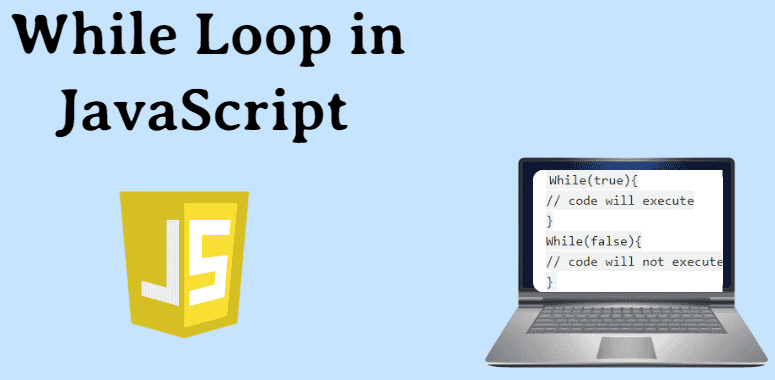 While Loop in
JavaScript
JS
While(true){
// code will execute
}
While(false){
// code will not execute
}